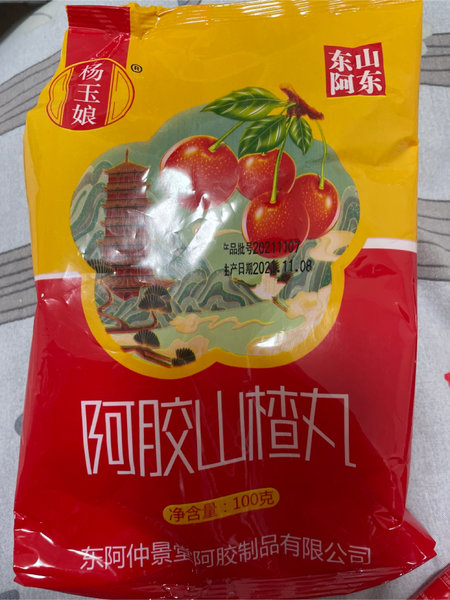 杨玉娘
®
山东
东阿
产品批号20211107
生产日期2021.11.08
阿胶山楂丸
净含量：100克
东阿仲景堂阿胶制品有限公司